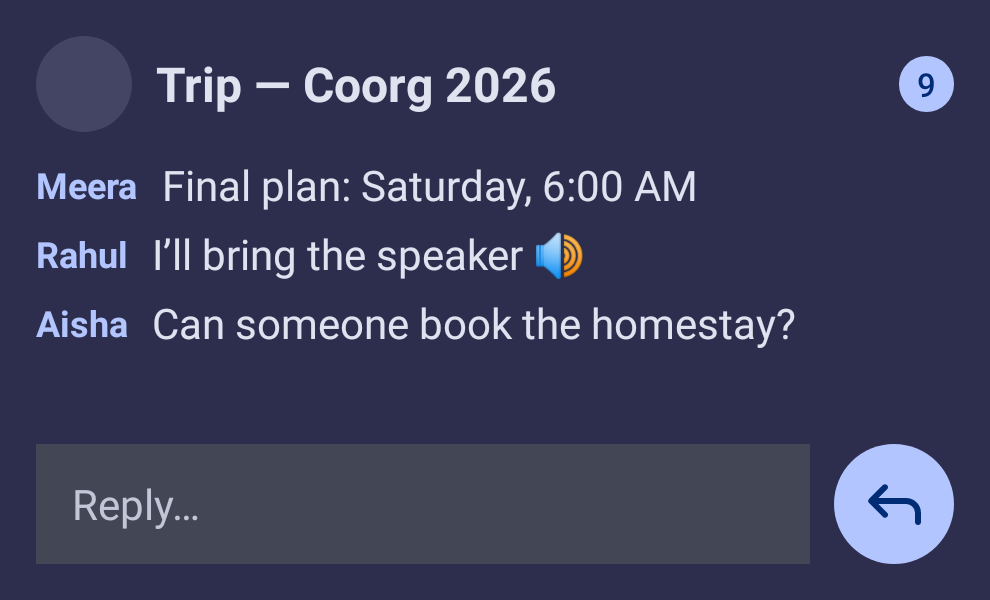 Trip — Coorg 2026
9
Meera Final plan: Saturday, 6:00 AM
Rahul I’ll bring the speaker 🔊
Aisha Can someone book the homestay?
Reply…